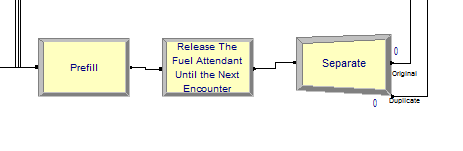 Prefill
Release The
Fuel Attendant
Until the Next
Encounter
Separate
0
Original
0
Duplicate